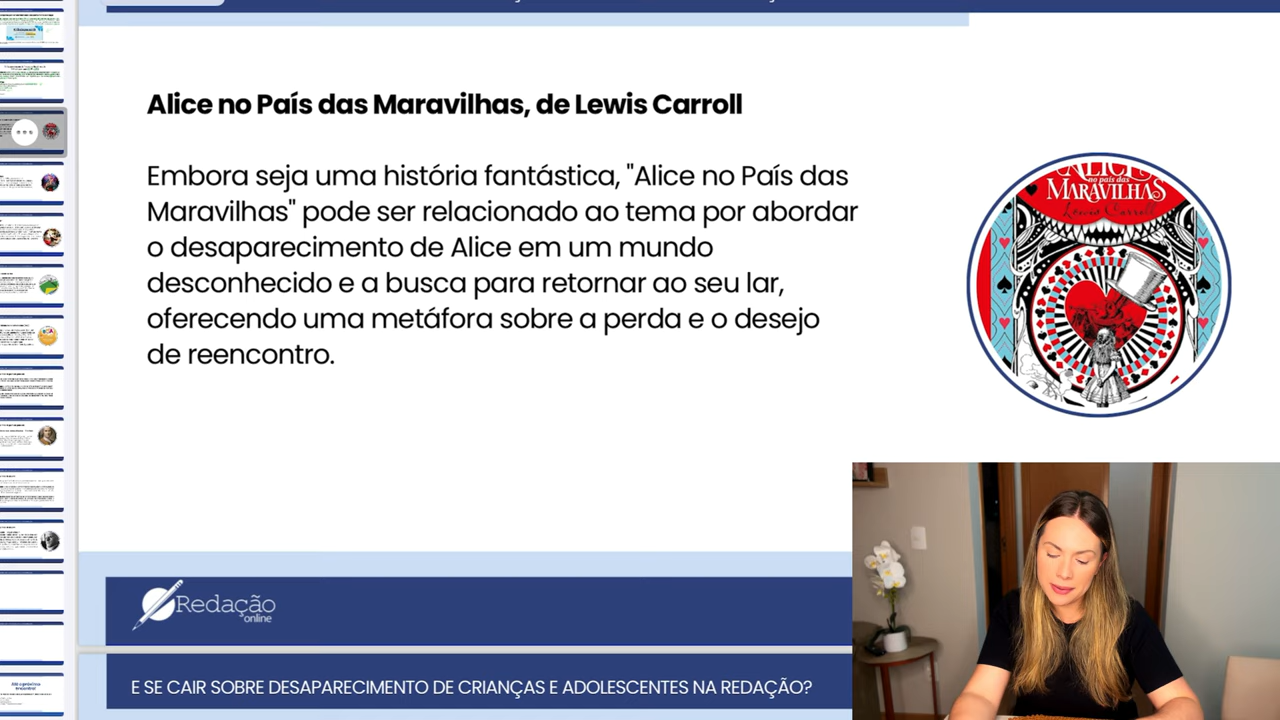 Alice no País das Maravilhas, de Lewis Carroll
Embora seja uma história fantástica, "Alice no País das
Maravilhas" pode ser relacionado ao tema por abordar
o desaparecimento de Alice em um mundo
desconhecido e a busca para retornar ao seu lar,
oferecendo uma metáfora sobre a perda e o desejo
de reencontro.
ALICE
no país das
MARAVILHAS
Lewis Carroll
Redação
online
E SE CAIR SOBRE DESAPARECIMENTO DE CRIANÇAS E ADOLESCENTES NA REDAÇÃO?